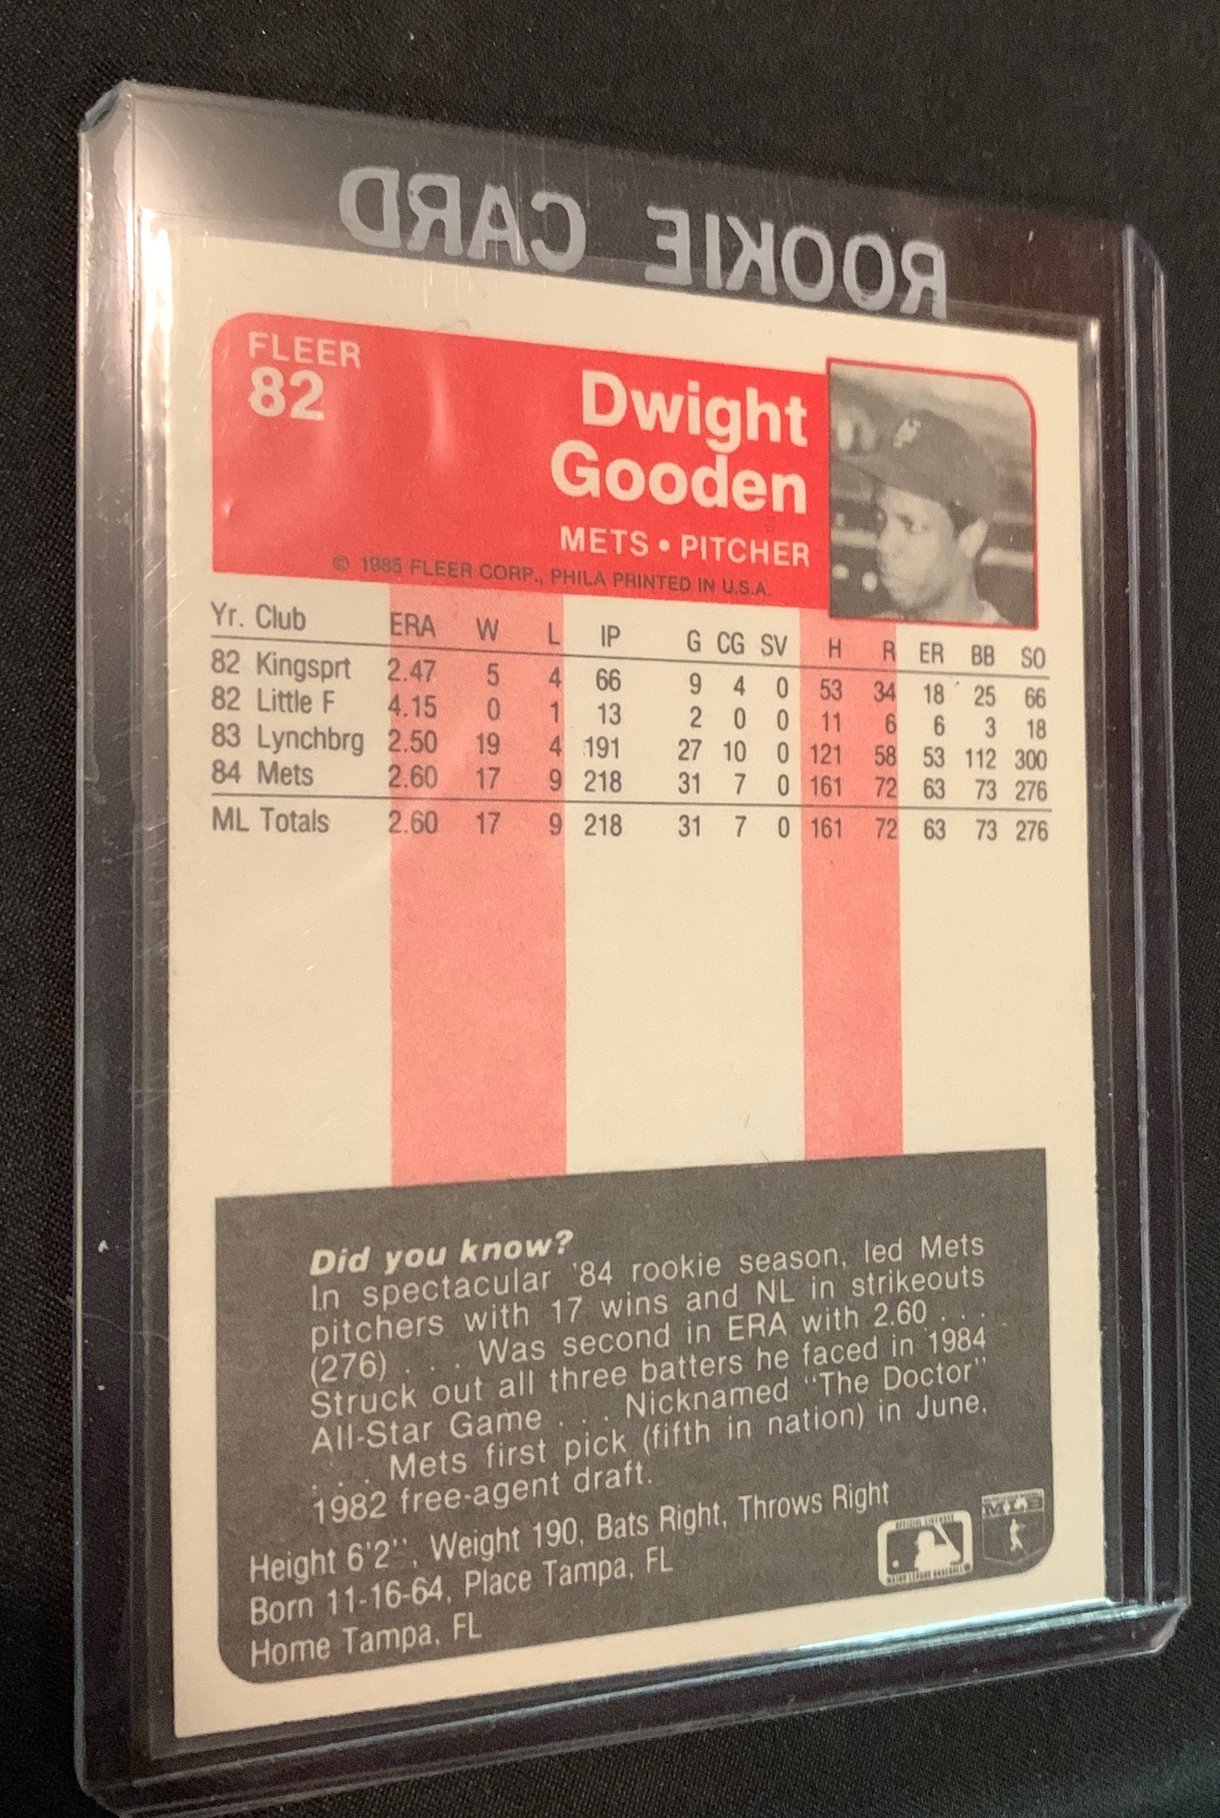 ROOKIE CARD
FLEER
82
Dwight
Gooden
METS • PITCHER
© 1985 FLEER CORP., PHILA PRINTED IN U.S.A.
Yr. Club ERA W L IP G CG SV H R ER BB SO
82 Kingsprt 2.47 5 4 66 9 4 0 53 34 18 25 66
82 Little F 4.15 0 1 13 2 0 0 11 6 6 3 18
83 Lynchbrg 2.50 19 4 191 27 10 0 121 58 53 112 300
84 Mets 2.60 17 9 218 31 7 0 161 72 63 73 276
ML Totals 2.60 17 9 218 31 7 0 161 72 63 73 276
Did you know?
In spectacular '84 rookie season, led Mets
pitchers with 17 wins and NL in strikeouts
(276) . . . Was second in ERA with 2.60 . . .
Struck out all three batters he faced in 1984
All-Star Game . . . Nicknamed "The Doctor"
. . . Mets first pick (fifth in nation) in June,
1982 free-agent draft.
Height 6'2", Weight 190, Bats Right, Throws Right
Born 11-16-64, Place Tampa, FL
Home Tampa, FL